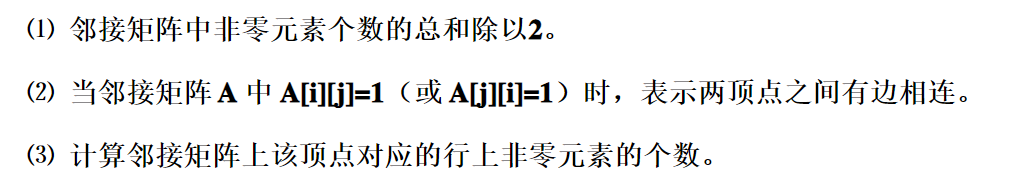 ⑴ 邻接矩阵中非零元素个数的总和除以2。
⑵ 当邻接矩阵A中A[i][j]=1（或A[j][i]=1）时，表示两顶点之间有边相连。
⑶ 计算邻接矩阵上该顶点对应的行上非零元素的个数。